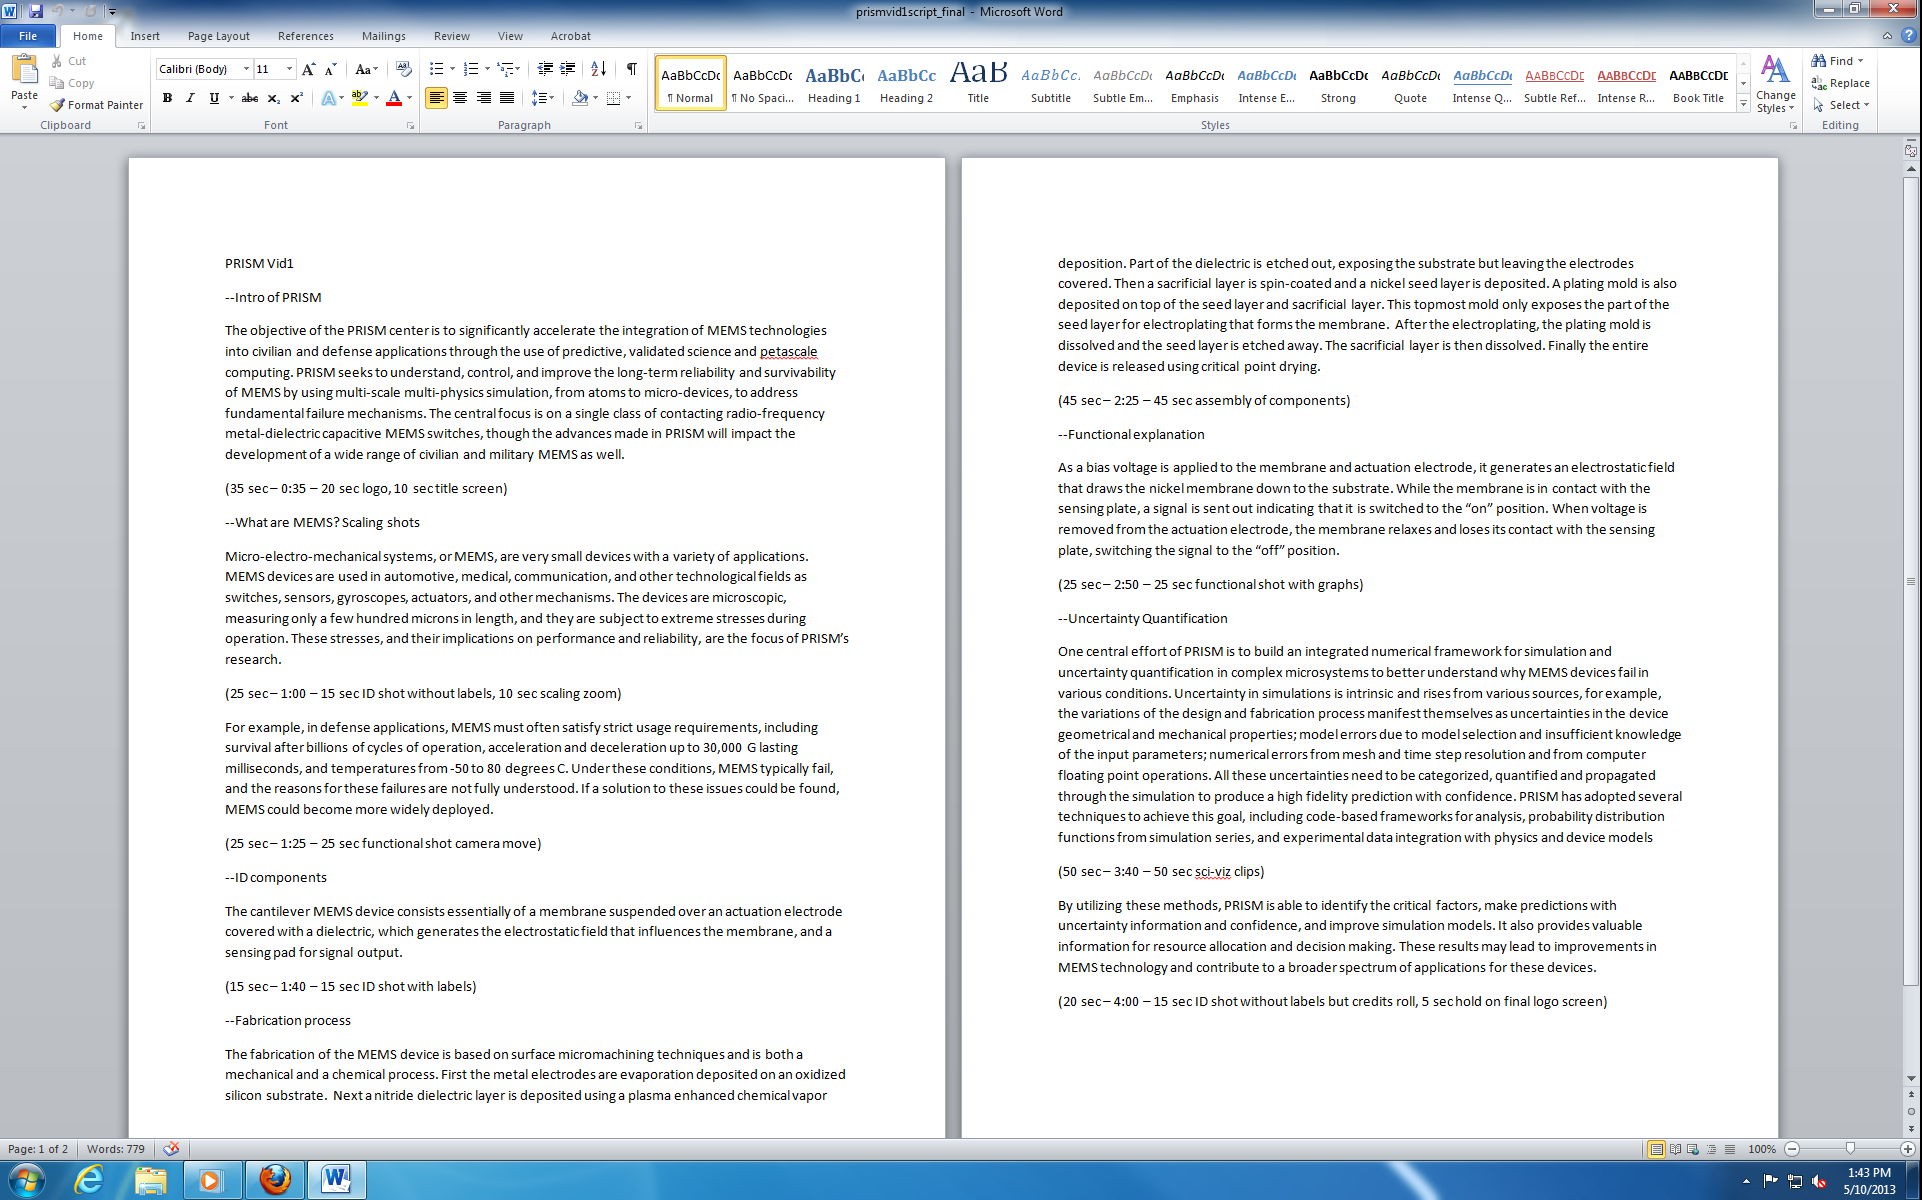 prismvid1script_final - Microsoft Word
File Home Insert Page Layout References Mailings Review View Acrobat
Paste
Cut
Copy
Format Painter
Clipboard
Calibri (Body) 11
Font
Paragraph
AaBbCcDc AaBbCcDc AaBbCc AaBbCc AaB AaBbCc. AaBbCcDc AaBbCcDc AaBbCcDc AaBbCcDc AaBbCcDc AaBbCcDc AABBCCDE AABBCCDE AABBCCDE
¶ Normal ¶ No Spaci... Heading 1 Heading 2 Title Subtitle Subtle Em... Emphasis Intense E... Strong Quote Intense Q... Subtle Ref... Intense R... Book Title
Styles
Change Styles
Find
Replace
Select
Editing
PRISM Vid1
--Intro of PRISM
The objective of the PRISM center is to significantly accelerate the integration of MEMS technologies
into civilian and defense applications through the use of predictive, validated science and petascale
computing. PRISM seeks to understand, control, and improve the long-term reliability and survivability
of MEMS by using multi-scale multi-physics simulation, from atoms to micro-devices, to address
fundamental failure mechanisms. The central focus is on a single class of contacting radio-frequency
metal-dielectric capacitive MEMS switches, though the advances made in PRISM will impact the
development of a wide range of civilian and military MEMS as well.
(35 sec – 0:35 – 20 sec logo, 10 sec title screen)
--What are MEMS? Scaling shots
Micro-electro-mechanical systems, or MEMS, are very small devices with a variety of applications.
MEMS devices are used in automotive, medical, communication, and other technological fields as
switches, sensors, gyroscopes, actuators, and other mechanisms. The devices are microscopic,
measuring only a few hundred microns in length, and they are subject to extreme stresses during
operation. These stresses, and their implications on performance and reliability, are the focus of PRISM's
research.
(25 sec – 1:00 – 15 sec ID shot without labels, 10 sec scaling zoom)
For example, in defense applications, MEMS must often satisfy strict usage requirements, including
survival after billions of cycles of operation, acceleration and deceleration up to 30,000 G lasting
milliseconds, and temperatures from -50 to 80 degrees C. Under these conditions, MEMS typically fail,
and the reasons for these failures are not fully understood. If a solution to these issues could be found,
MEMS could become more widely deployed.
(25 sec – 1:25 – 25 sec functional shot camera move)
--ID components
The cantilever MEMS device consists essentially of a membrane suspended over an actuation electrode
covered with a dielectric, which generates the electrostatic field that influences the membrane, and a
sensing pad for signal output.
(15 sec – 1:40 – 15 sec ID shot with labels)
--Fabrication process
The fabrication of the MEMS device is based on surface micromachining techniques and is both a
mechanical and a chemical process. First the metal electrodes are evaporation deposited on an oxidized
silicon substrate. Next a nitride dielectric layer is deposited using a plasma enhanced chemical vapor
deposition. Part of the dielectric is etched out, exposing the substrate but leaving the electrodes
covered. Then a sacrificial layer is spin-coated and a nickel seed layer is deposited. A plating mold is also
deposited on top of the seed layer and sacrificial layer. This topmost mold only exposes the part of the
seed layer for electroplating that forms the membrane. After the electroplating, the plating mold is
dissolved and the seed layer is etched away. The sacrificial layer is then dissolved. Finally the entire
device is released using critical point drying.
(45 sec – 2:25 – 45 sec assembly of components)
--Functional explanation
As a bias voltage is applied to the membrane and actuation electrode, it generates an electrostatic field
that draws the nickel membrane down to the substrate. While the membrane is in contact with the
sensing plate, a signal is sent out indicating that it is switched to the “on” position. When voltage is
removed from the actuation electrode, the membrane relaxes and loses its contact with the sensing
plate, switching the signal to the “off” position.
(25 sec – 2:50 – 25 sec functional shot with graphs)
--Uncertainty Quantification
One central effort of PRISM is to build an integrated numerical framework for simulation and
uncertainty quantification in complex microsystems to better understand why MEMS devices fail in
various conditions. Uncertainty in simulations is intrinsic and rises from various sources, for example,
the variations of the design and fabrication process manifest themselves as uncertainties in the device
geometrical and mechanical properties; model errors due to model selection and insufficient knowledge
of the input parameters; numerical errors from mesh and time step resolution and from computer
floating point operations. All these uncertainties need to be categorized, quantified and propagated
through the simulation to produce a high fidelity prediction with confidence. PRISM has adopted several
techniques to achieve this goal, including code-based frameworks for analysis, probability distribution
functions from simulation series, and experimental data integration with physics and device models
(50 sec – 3:40 – 50 sec sci-viz clips)
By utilizing these methods, PRISM is able to identify the critical factors, make predictions with
uncertainty information and confidence, and improve simulation models. It also provides valuable
information for resource allocation and decision making. These results may lead to improvements in
MEMS technology and contribute to a broader spectrum of applications for these devices.
(20 sec – 4:00 – 15 sec ID shot without labels but credits roll, 5 sec hold on final logo screen)
Page: 1 of 2 Words: 779
100%
1:43 PM
5/10/2013